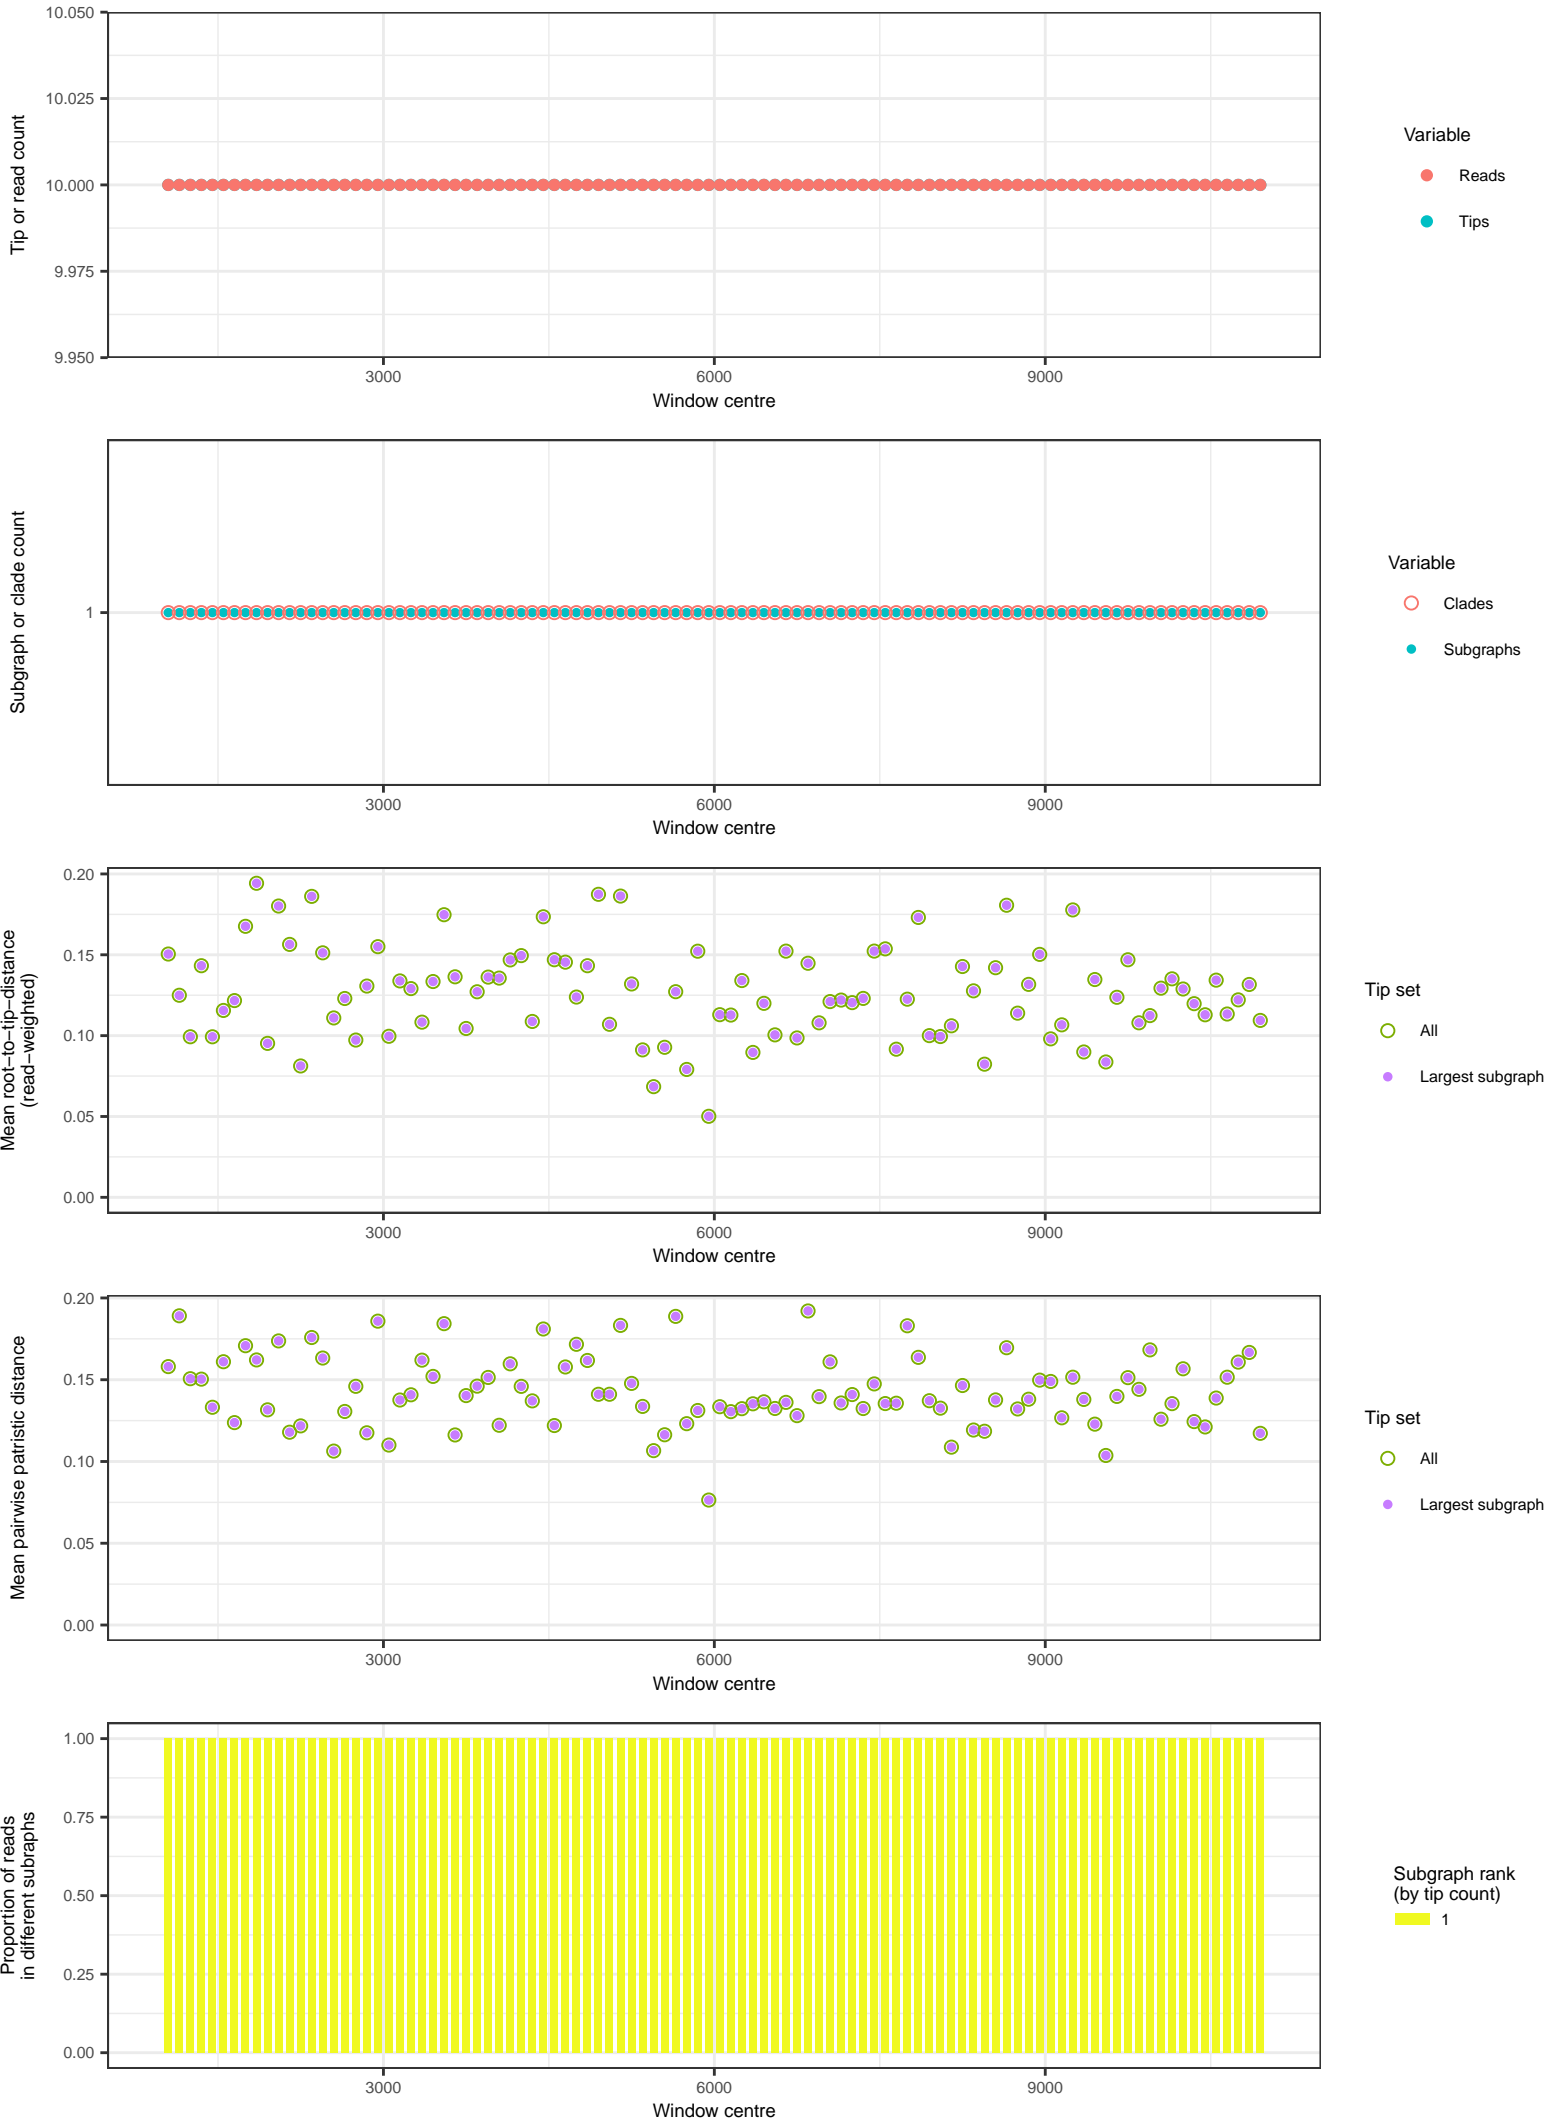 10.050
10.025
10.000
9.975
9.950
Tip or read count
3000 6000 9000
Window centre
Variable
Reads
Tips
1
Subgraph or clade count
3000 6000 9000
Window centre
Variable
Clades
Subgraphs
0.20
0.15
0.10
0.05
0.00
Mean root−to−tip−distance
(read−weighted)
3000 6000 9000
Window centre
Tip set
All
Largest subgraph
0.20
0.15
0.10
0.05
0.00
Mean pairwise patristic distance
3000 6000 9000
Window centre
Tip set
All
Largest subgraph
1.00
0.75
0.50
0.25
0.00
Proportion of reads
in different subraphs
3000 6000 9000
Window centre
Subgraph rank
(by tip count)
1